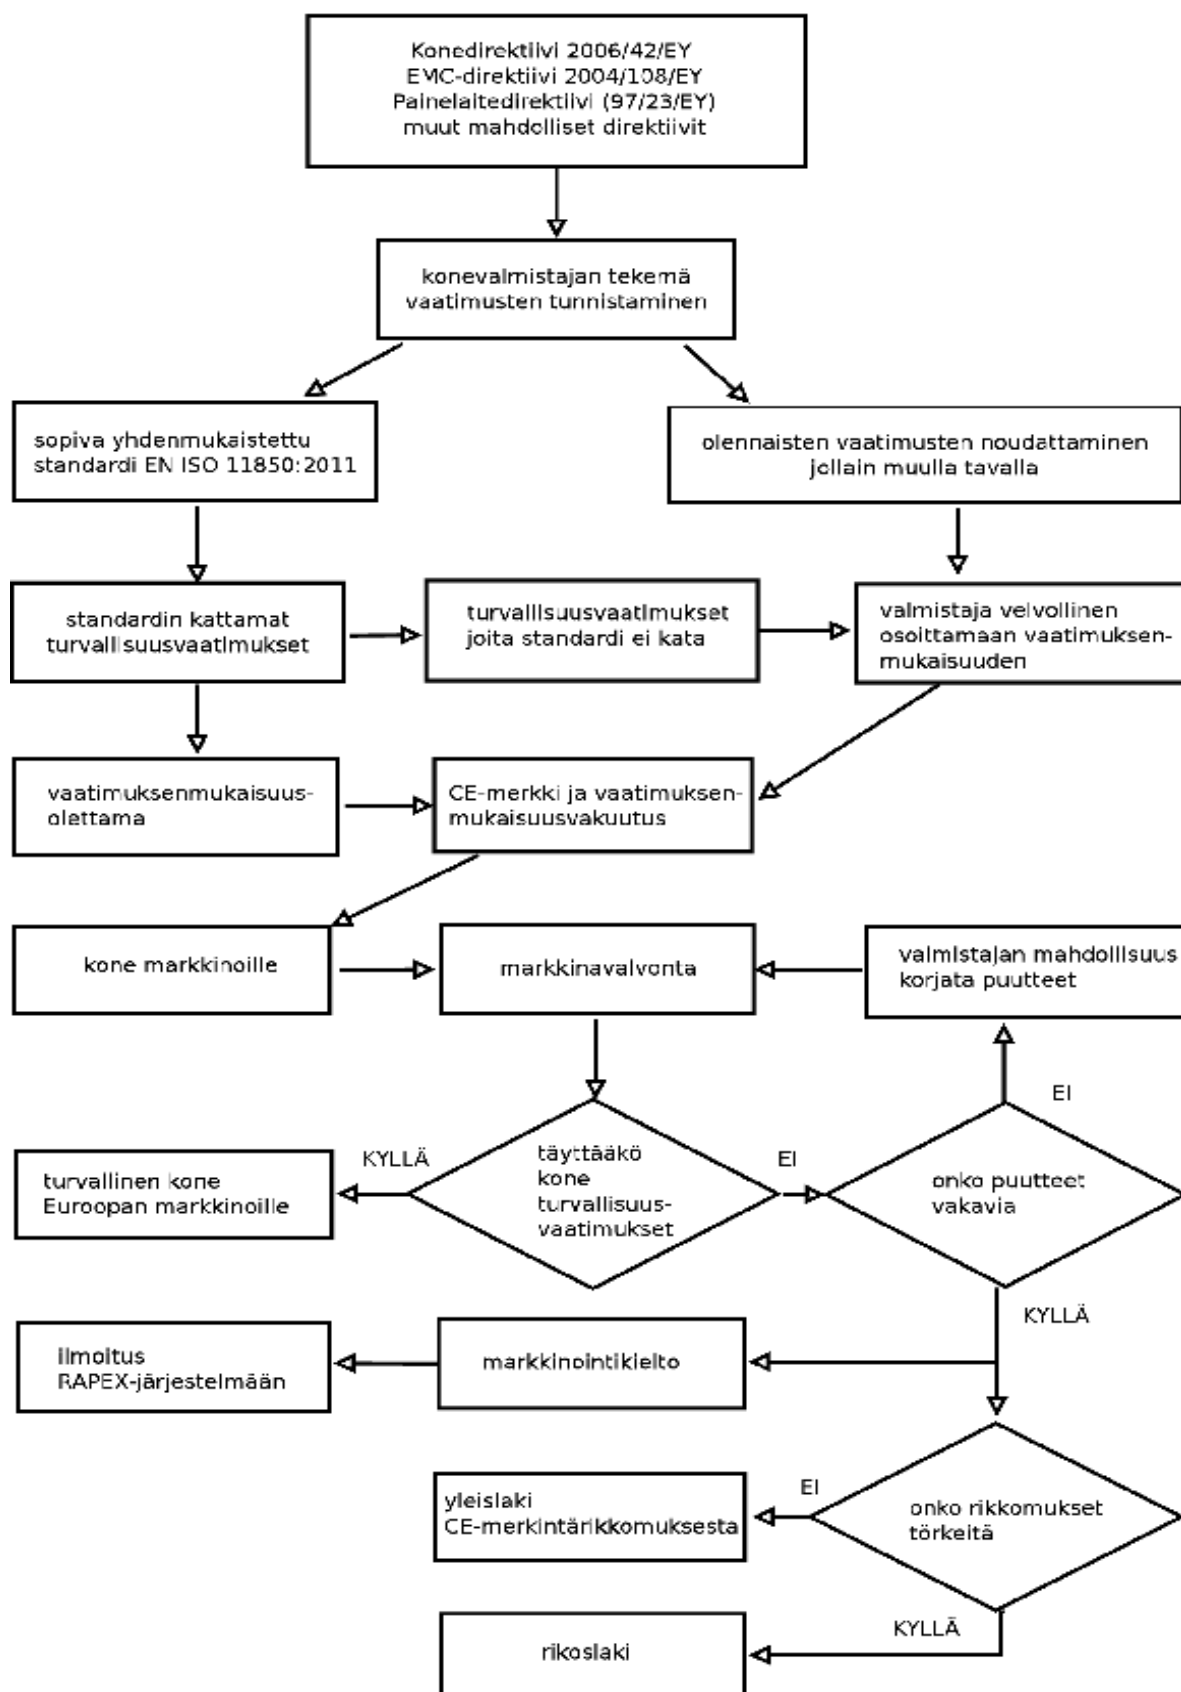 Konedirektiivi 2006/42/EY
EMC-direktiivi 2004/108/EY
Painelaitedirektiivi (97/23/EY)
muut mahdolliset direktiivit
konevalmistajan tekemä
vaatimusten tunnistaminen
sopiva yhdenmukaistettu
standardi EN ISO 11850:2011
olennaisten vaatimusten noudattaminen
jollain muulla tavalla
standardin kattamat
turvallisuusvaatimukset
turvallisuusvaatimukset
joita standardi ei kata
valmistaja velvollinen
osoittamaan vaatimuksen-
mukaisuuden
vaatimuksenmukaisuus-
olettama
CE-merkki ja vaatimuksen-
mukaisuusvakuutus
kone markkinoille
markkinavalvonta
valmistajan mahdollisuus
korjata puutteet
EI
KYLLÄ
täyttääkö
kone
turvallisuus-
vaatimukset
EI
turvallinen kone
Euroopan markkinoille
onko puutteet
vakavia
KYLLÄ
ilmoitus
RAPEX-järjestelmään
markkinointikielto
EI
yleislaki
CE-merkintärikkomuksesta
onko rikkomukset
törkeitä
KYLLÄ
rikoslaki